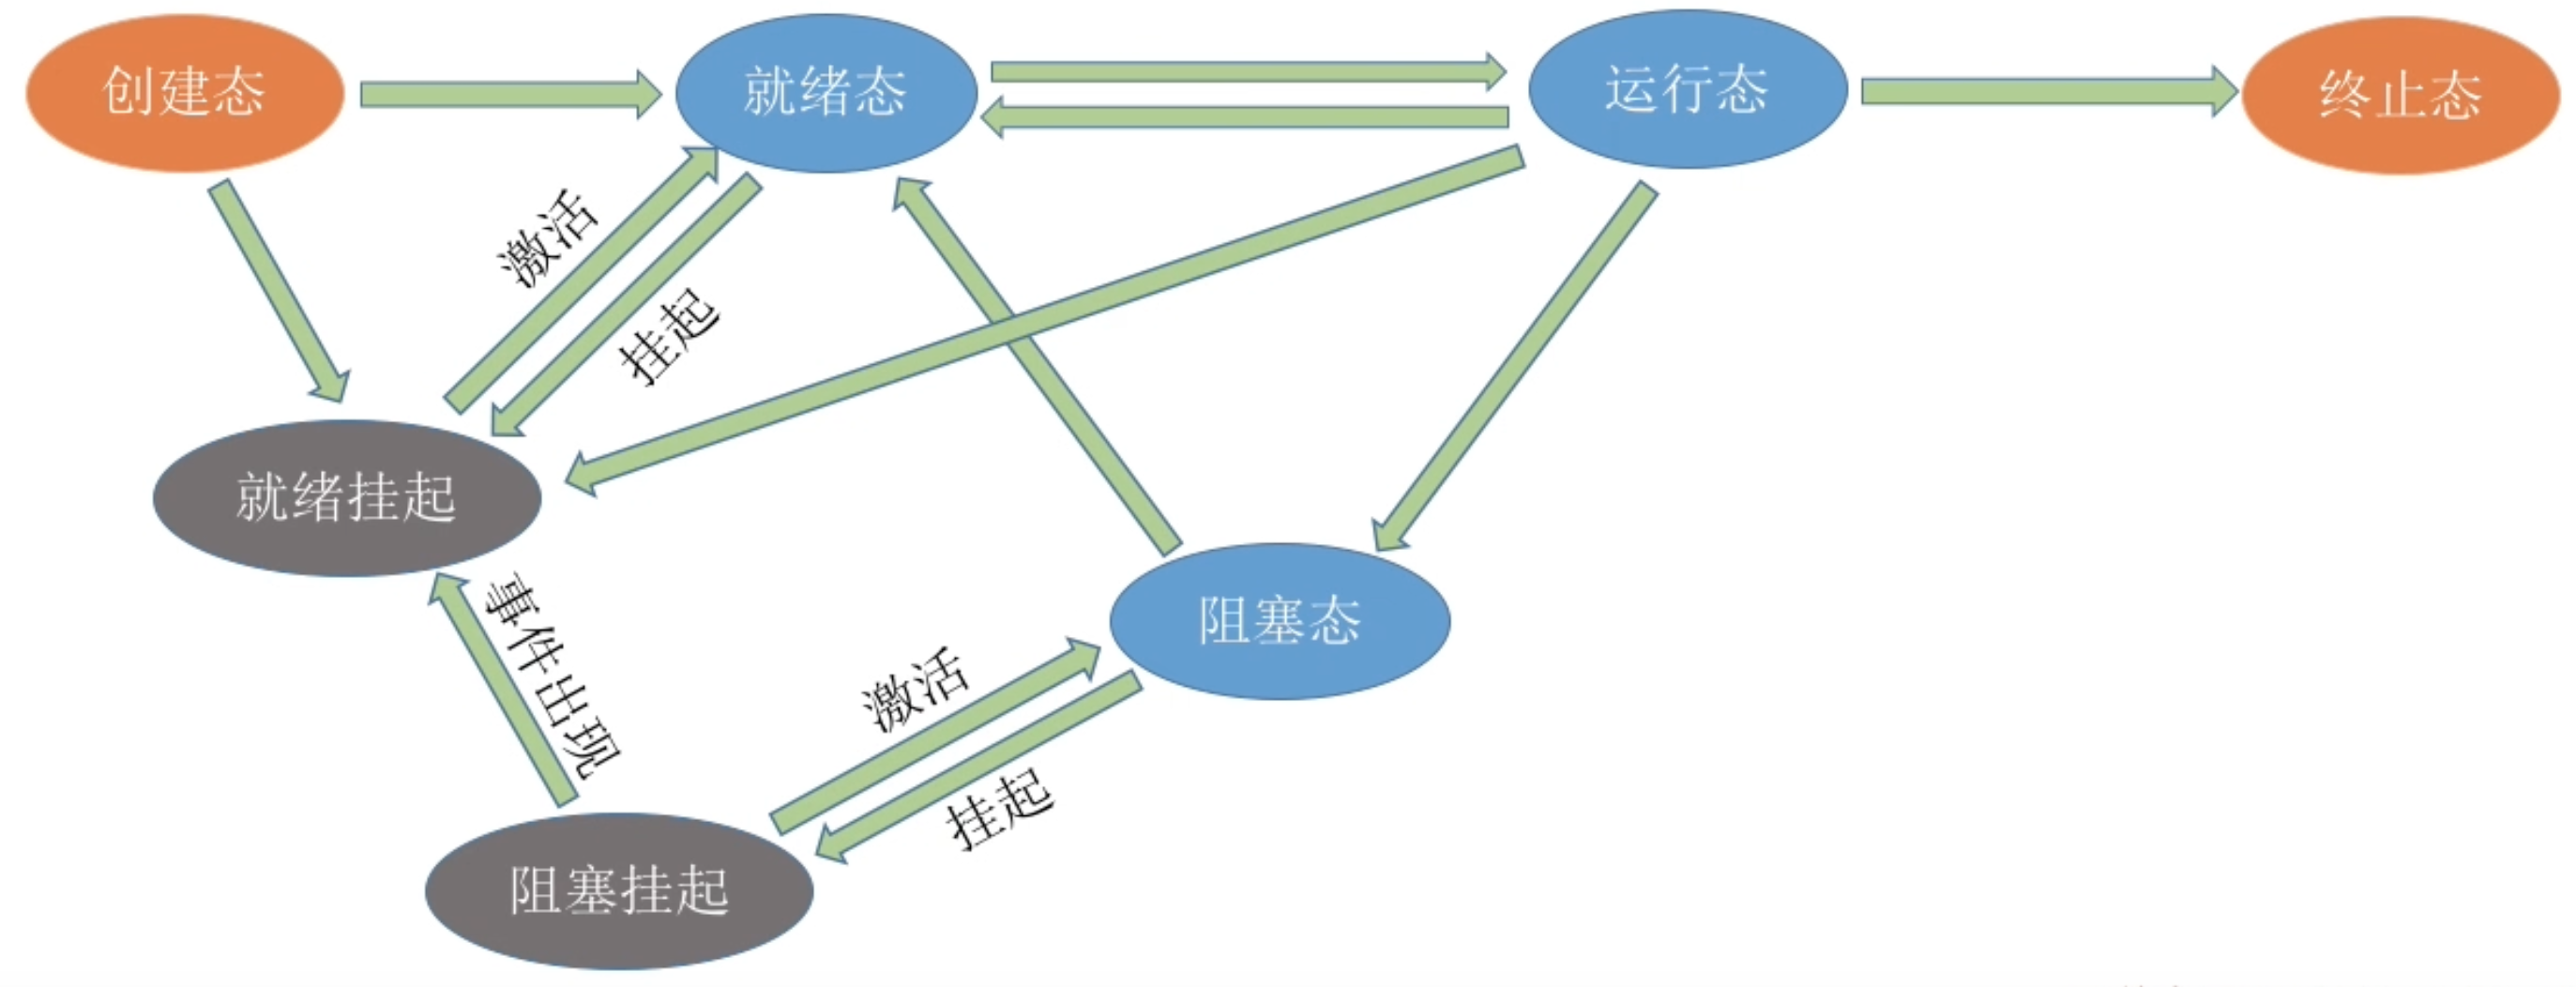 创建态
就绪态
运行态
终止态
激活
挂起
就绪挂起
事件出现
阻塞态
激活
挂起
阻塞挂起